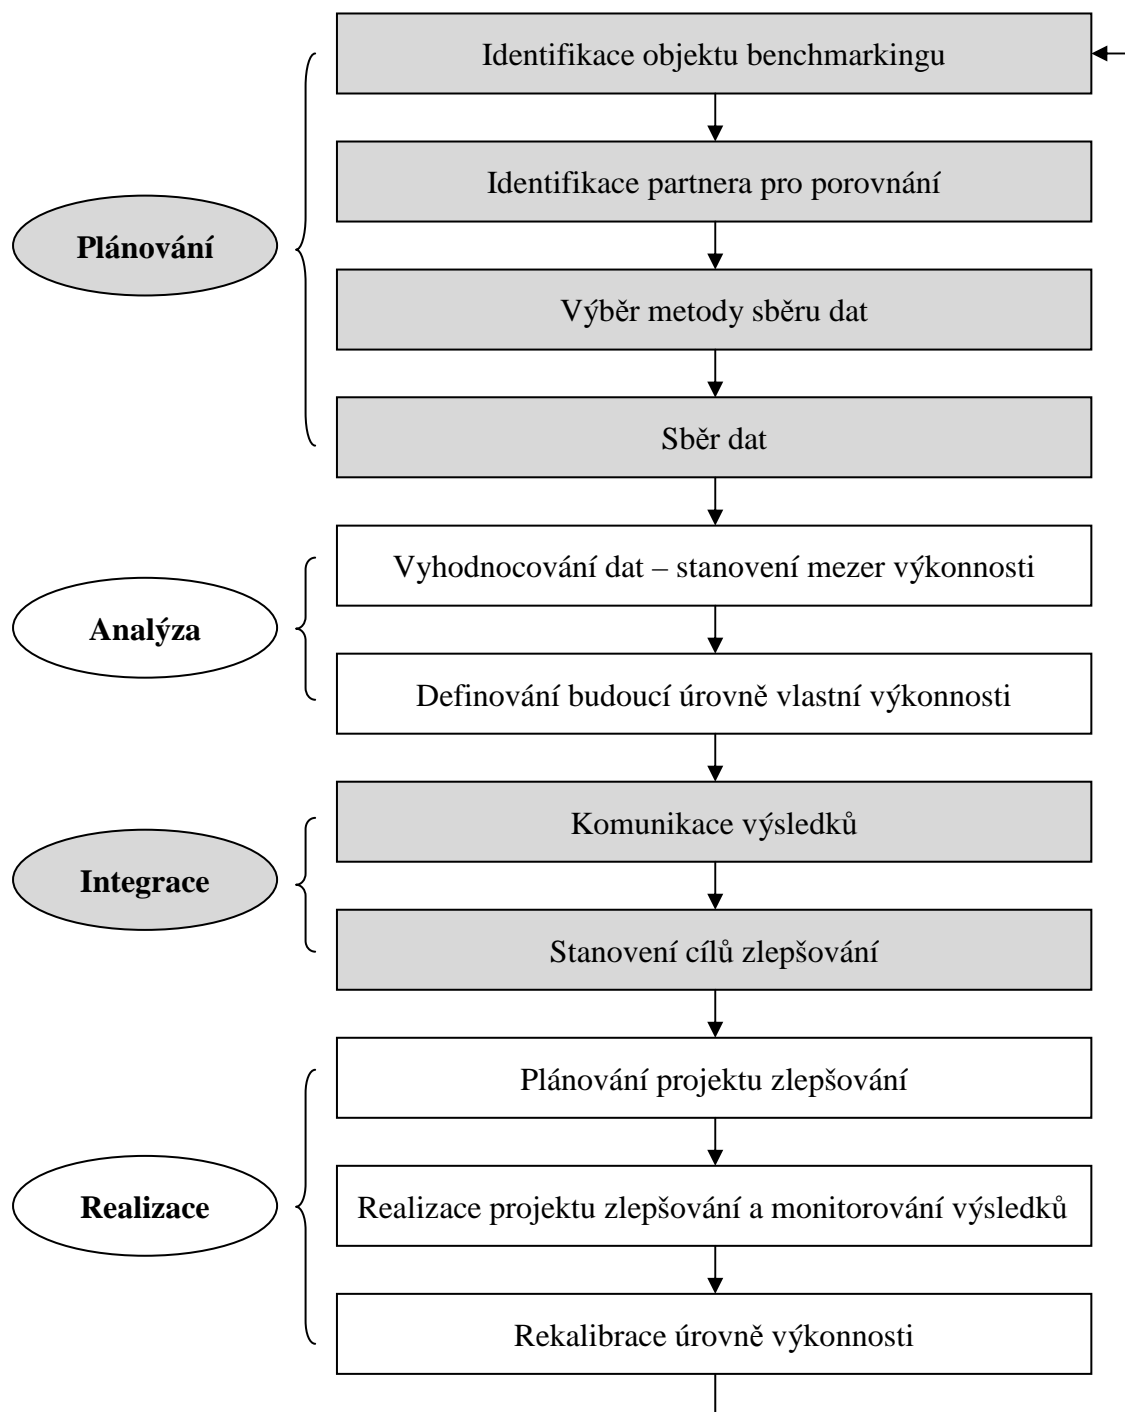 Identifikace objektu benchmarkingu
Identifikace partnera pro porovnání
Plánování
Výběr metody sběru dat
Sběr dat
Vyhodnocování dat – stanovení mezer výkonnosti
Analýza
Definování budoucí úrovně vlastní výkonnosti
Komunikace výsledků
Integrace
Stanovení cílů zlepšování
Plánování projektu zlepšování
Realizace
Realizace projektu zlepšování a monitorování výsledků
Rekalibrace úrovně výkonnosti